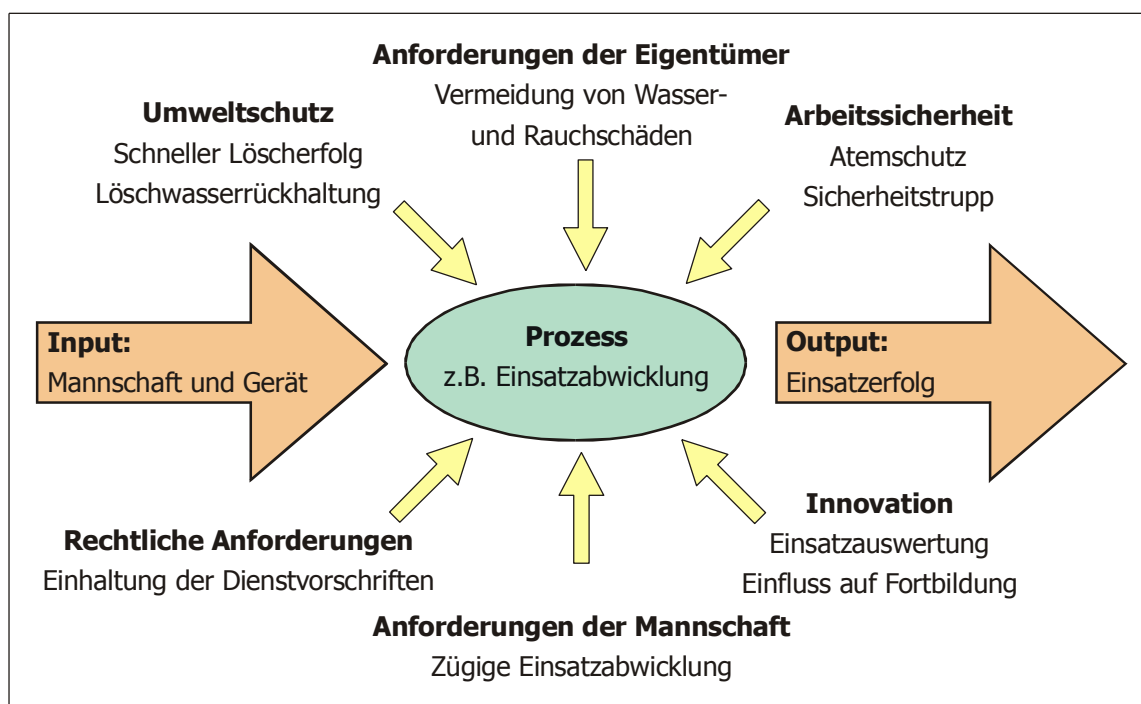 Anforderungen der Eigentümer
Vermeidung von Wasser-
und Rauchschäden
Umweltschutz
Schneller Löscherfolg
Löschwasserrückhaltung
Arbeitssicherheit
Atemschutz
Sicherheitstrupp
Input:
Mannschaft und Gerät
Prozess
z.B. Einsatzabwicklung
Output:
Einsatzerfolg
Rechtliche Anforderungen
Einhaltung der Dienstvorschriften
Anforderungen der Mannschaft
Zügige Einsatzabwicklung
Innovation
Einsatzauswertung
Einfluss auf Fortbildung